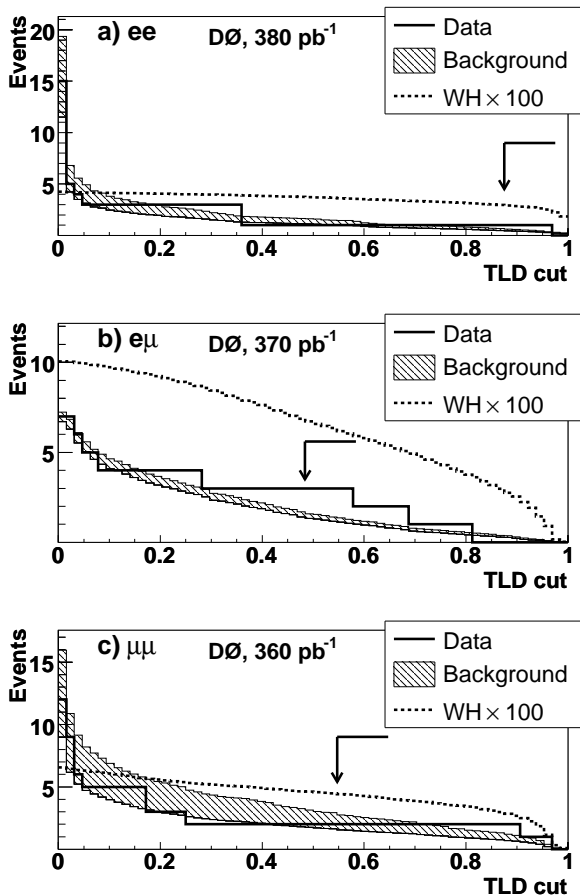 a) ee
DØ, 380 pb-1
Data
Background
WH × 100
Events
20
15
10
5
0 0.2 0.4 0.6 0.8 1
TLD cut
b) eμ
DØ, 370 pb-1
Data
Background
WH × 100
Events
10
5
0 0.2 0.4 0.6 0.8 1
TLD cut
c) μμ
DØ, 360 pb-1
Data
Background
WH × 100
Events
15
10
5
0 0.2 0.4 0.6 0.8 1
TLD cut